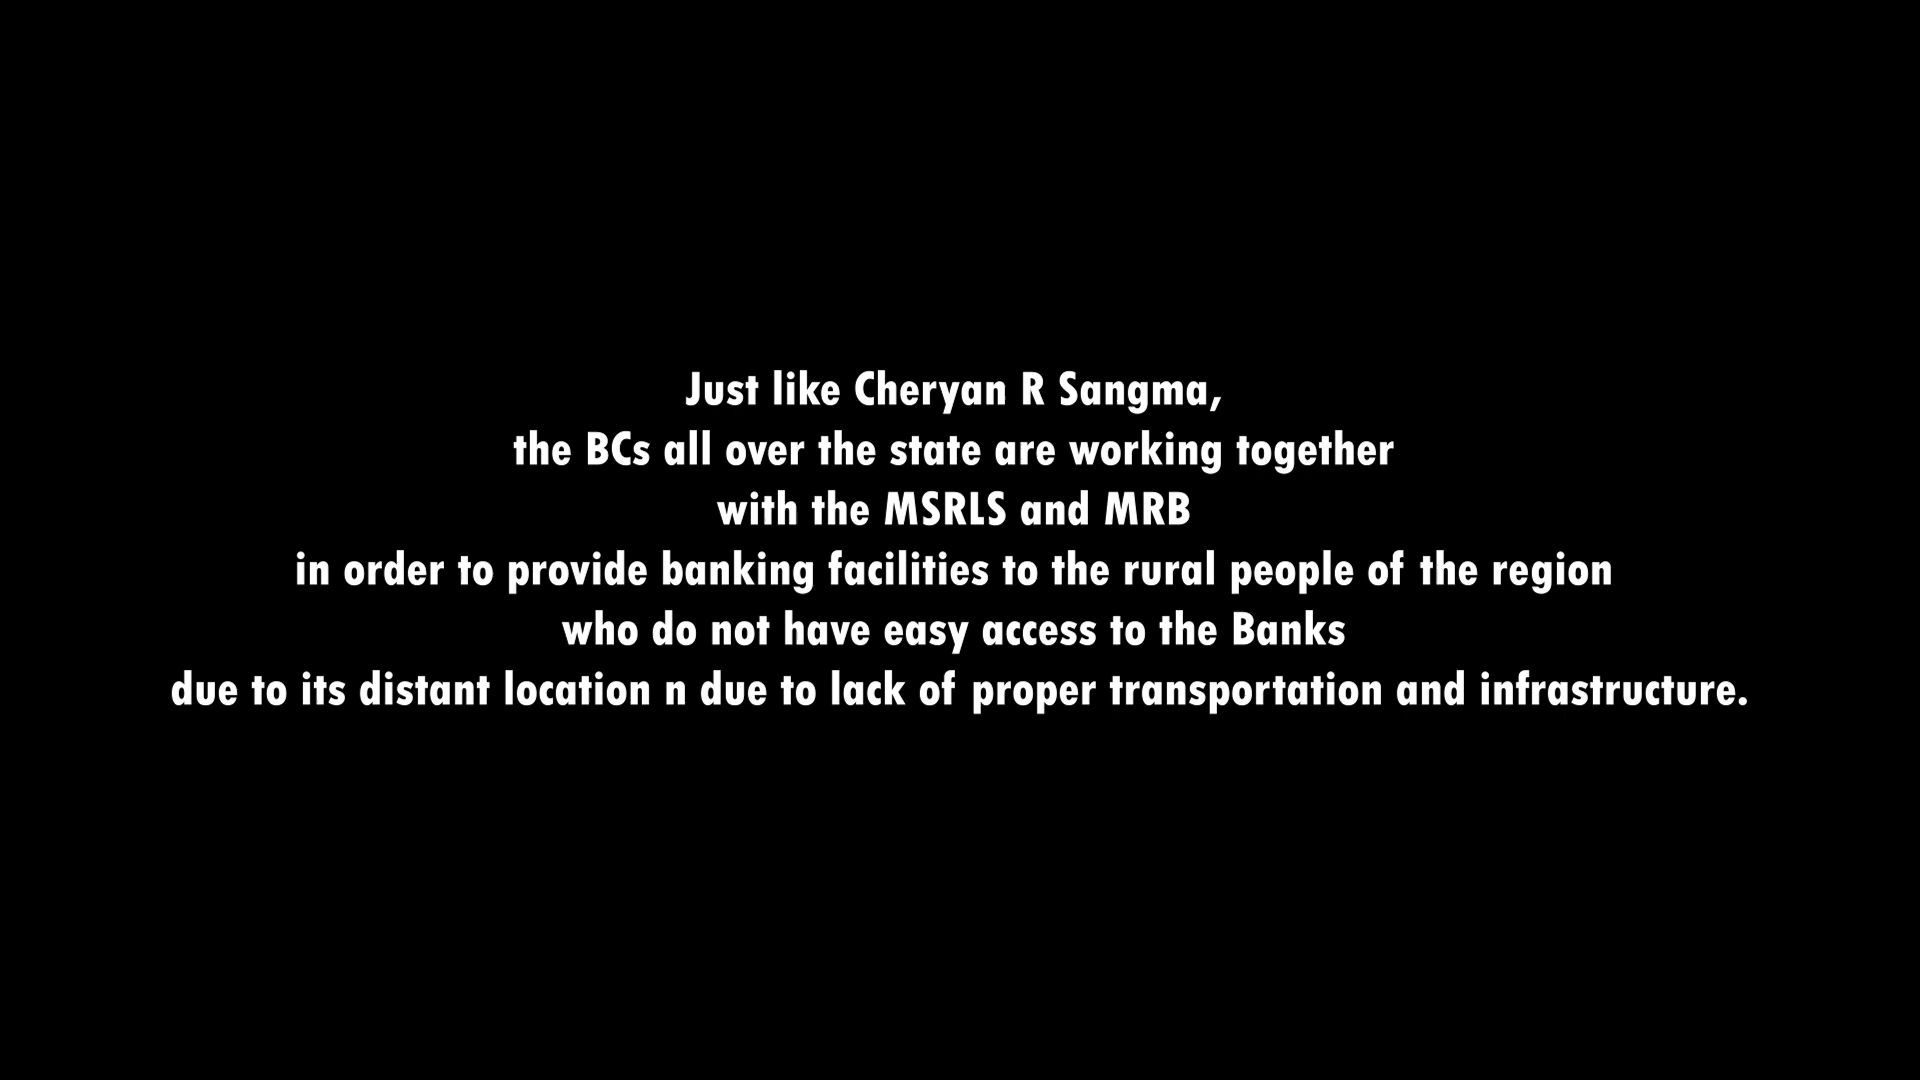 Just like Cheryan R Sangma,
the BCs all over the state are working together
with the MSRLS and MRB
in order to provide banking facilities to the rural people of the region
who do not have easy access to the Banks
due to its distant location n due to lack of proper transportation and infrastructure.